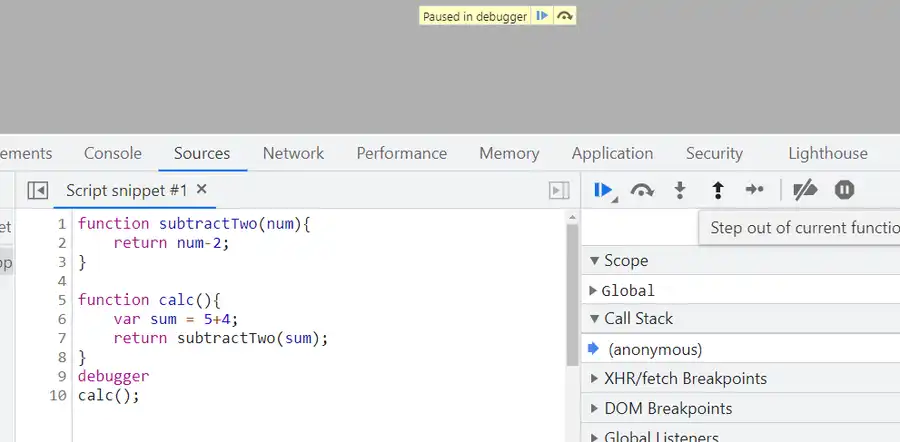 Paused in debugger
ements Console Sources Network Performance Memory Application Security Lighthouse
Script snippet #1 ×
et
op
1 function subtractTwo(num){
2     return num-2;
3 }
4
5 function calc(){
6     var sum = 5+4;
7     return subtractTwo(sum);
8 }
9 debugger
10 calc();
Step out of current functio
▼ Scope
▶ Global
▼ Call Stack
(anonymous)
▶ XHR/fetch Breakpoints
▶ DOM Breakpoints
▶ Global Listeners